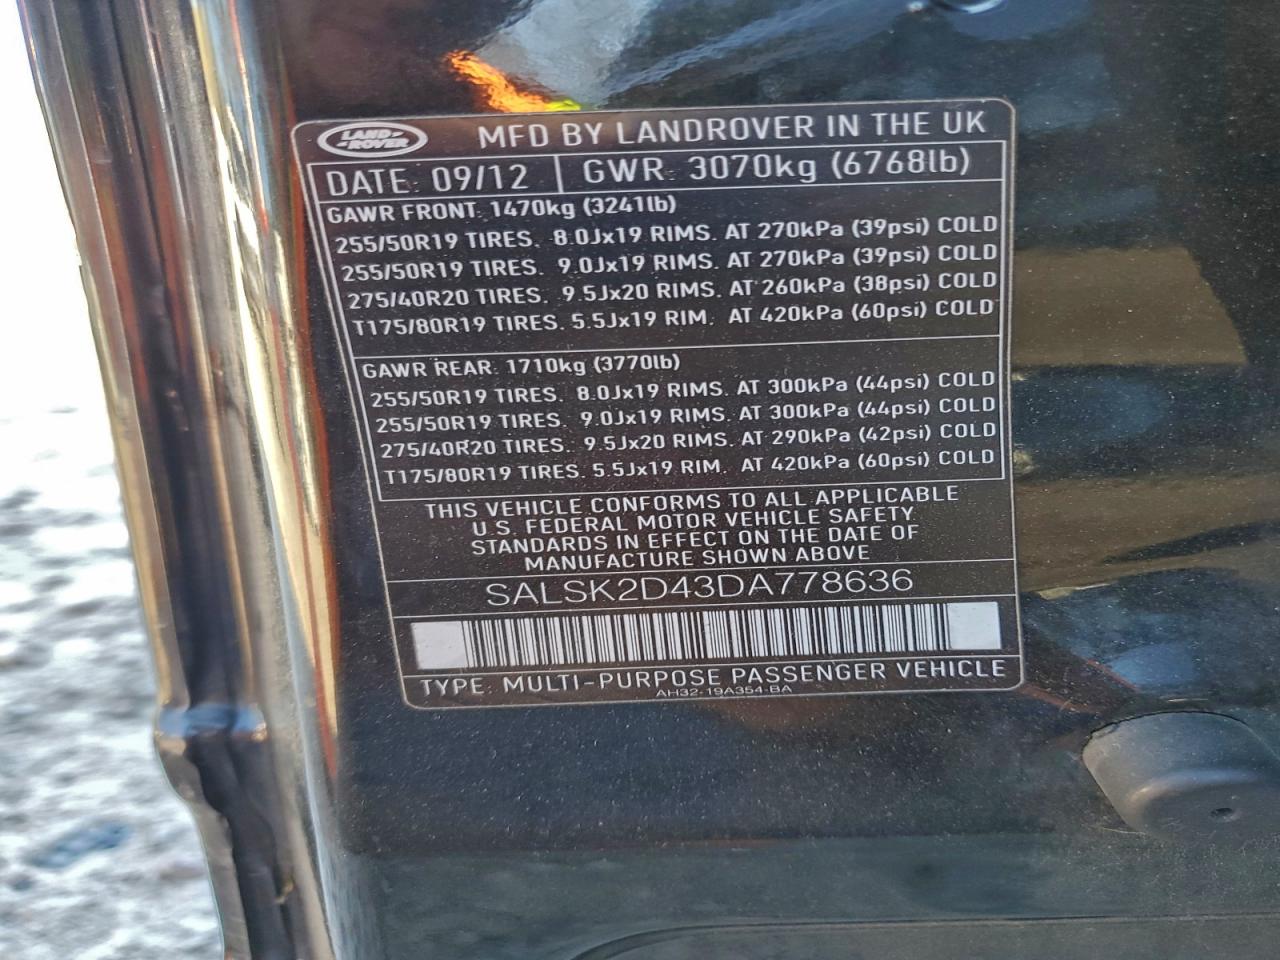 LAND-
-ROVER
MFD BY LANDROVER IN THE UK
DATE: 09/12 GWR: 3070kg (6768lb)
GAWR FRONT: 1470kg (3241lb)
255/50R19 TIRES. 8.0Jx19 RIMS. AT 270kPa (39psi) COLD
255/50R19 TIRES. 9.0Jx19 RIMS. AT 270kPa (39psi) COLD
275/40R20 TIRES. 9.5Jx20 RIMS. AT 260kPa (38psi) COLD
T175/80R19 TIRES. 5.5Jx19 RIM. AT 420kPa (60psi) COLD
GAWR REAR: 1710kg (3770lb)
255/50R19 TIRES. 8.0Jx19 RIMS. AT 300kPa (44psi) COLD
255/50R19 TIRES. 9.0Jx19 RIMS. AT 300kPa (44psi) COLD
275/40R20 TIRES. 9.5Jx20 RIMS. AT 290kPa (42psi) COLD
T175/80R19 TIRES. 5.5Jx19 RIM. AT 420kPa (60psi) COLD
THIS VEHICLE CONFORMS TO ALL APPLICABLE
U.S. FEDERAL MOTOR VEHICLE SAFETY
STANDARDS IN EFFECT ON THE DATE OF
MANUFACTURE SHOWN ABOVE
SALSK2D43DA778636
TYPE: MULTI-PURPOSE PASSENGER VEHICLE
AH32-19A354-BA